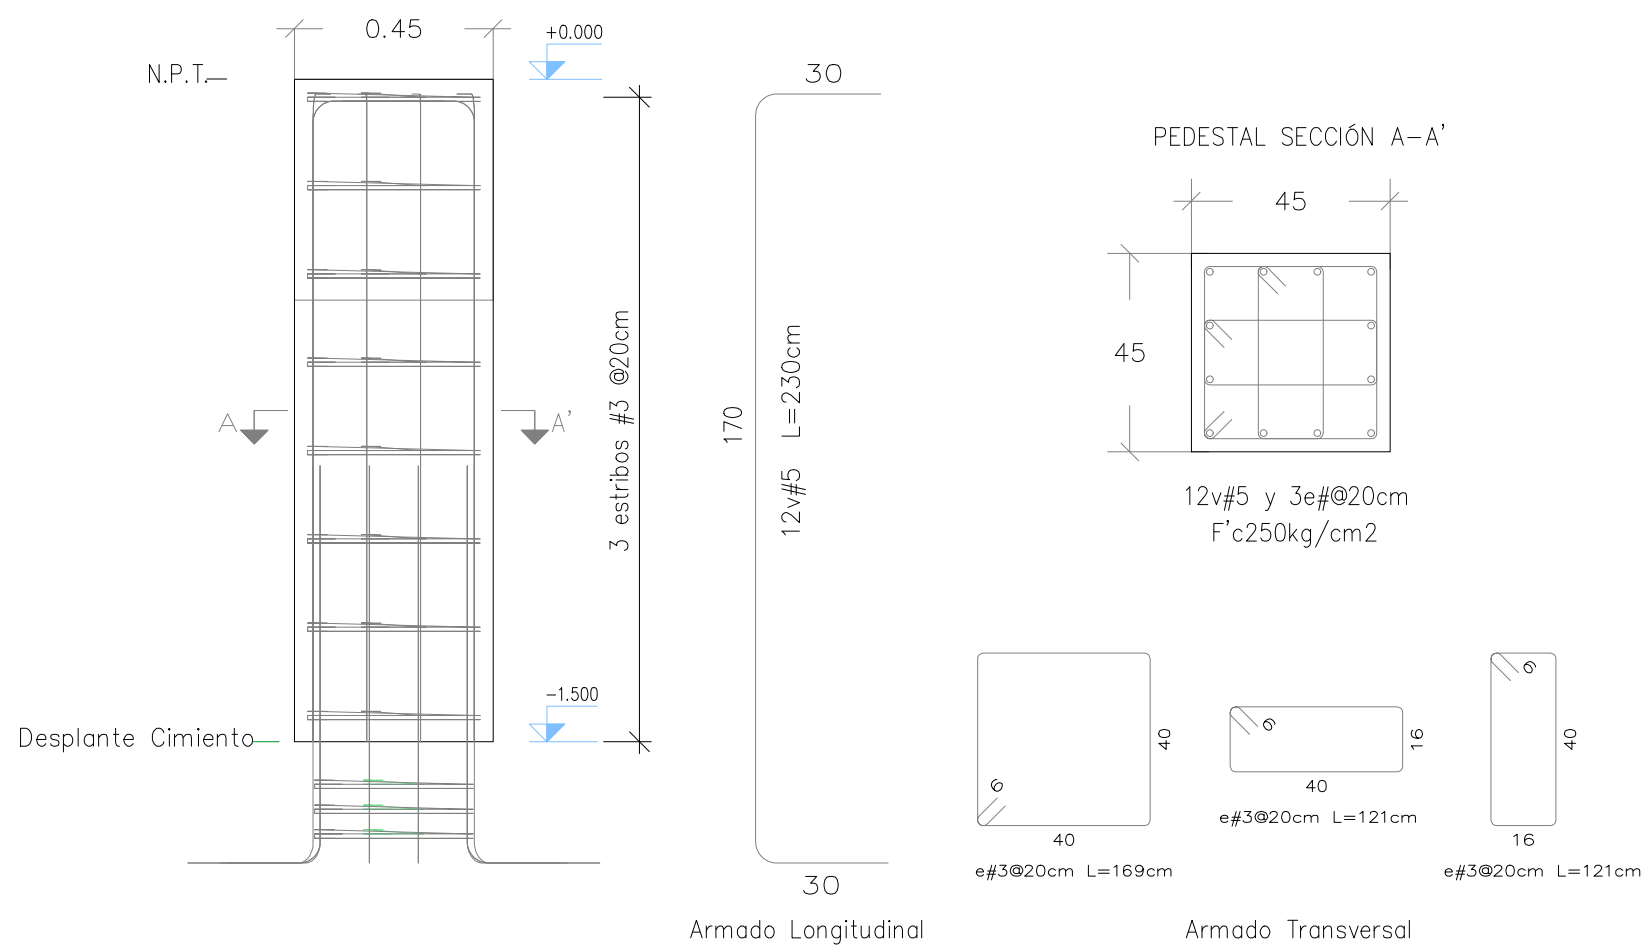 0.45
+0.000
N.P.T.
30
PEDESTAL SECCIÓN A-A'
45
45
3 estribos #3 @20cm
170
12v#5 L=230cm
A
A'
12v#5 y 3e#@20cm
F'c250kg/cm2
-1.500
Desplante Cimiento
6
40
40
e#3@20cm L=169cm
6
16
40
e#3@20cm L=121cm
6
40
16
e#3@20cm L=121cm
30
Armado Longitudinal
Armado Transversal